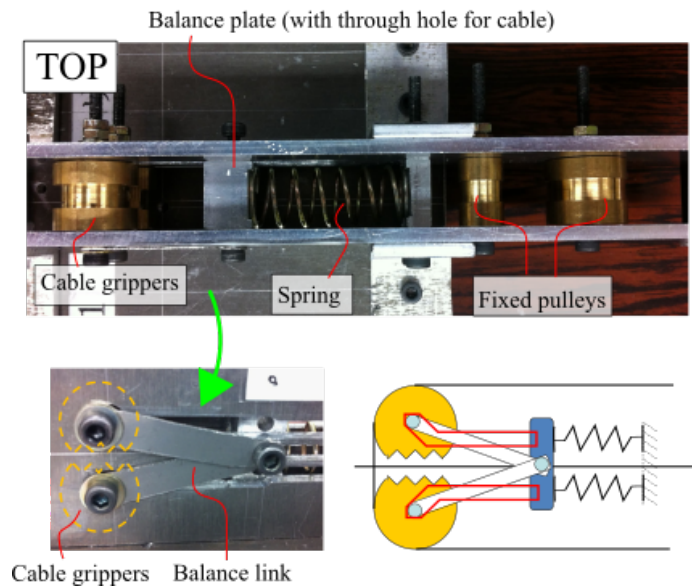 Balance plate (with through hole for cable)
TOP
Cable grippers
Spring
Fixed pulleys
Cable grippers
Balance link